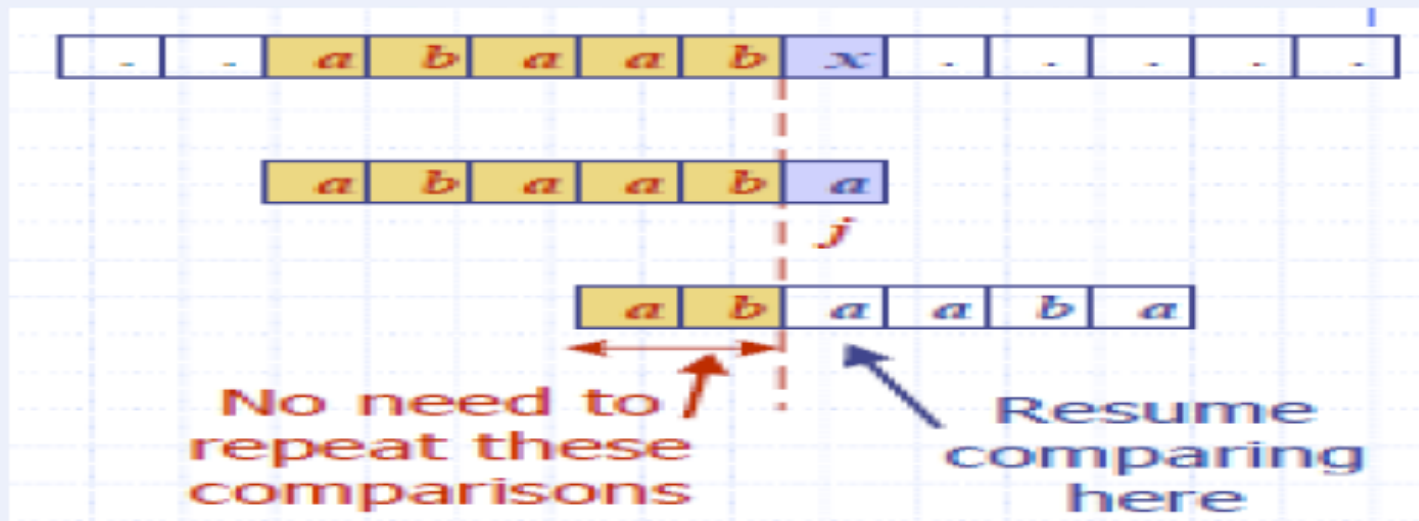 . . a b a a b x . . . . .
a b a a b a
j
a b a a b a
No need to
repeat these
comparisons
Resume
comparing
here